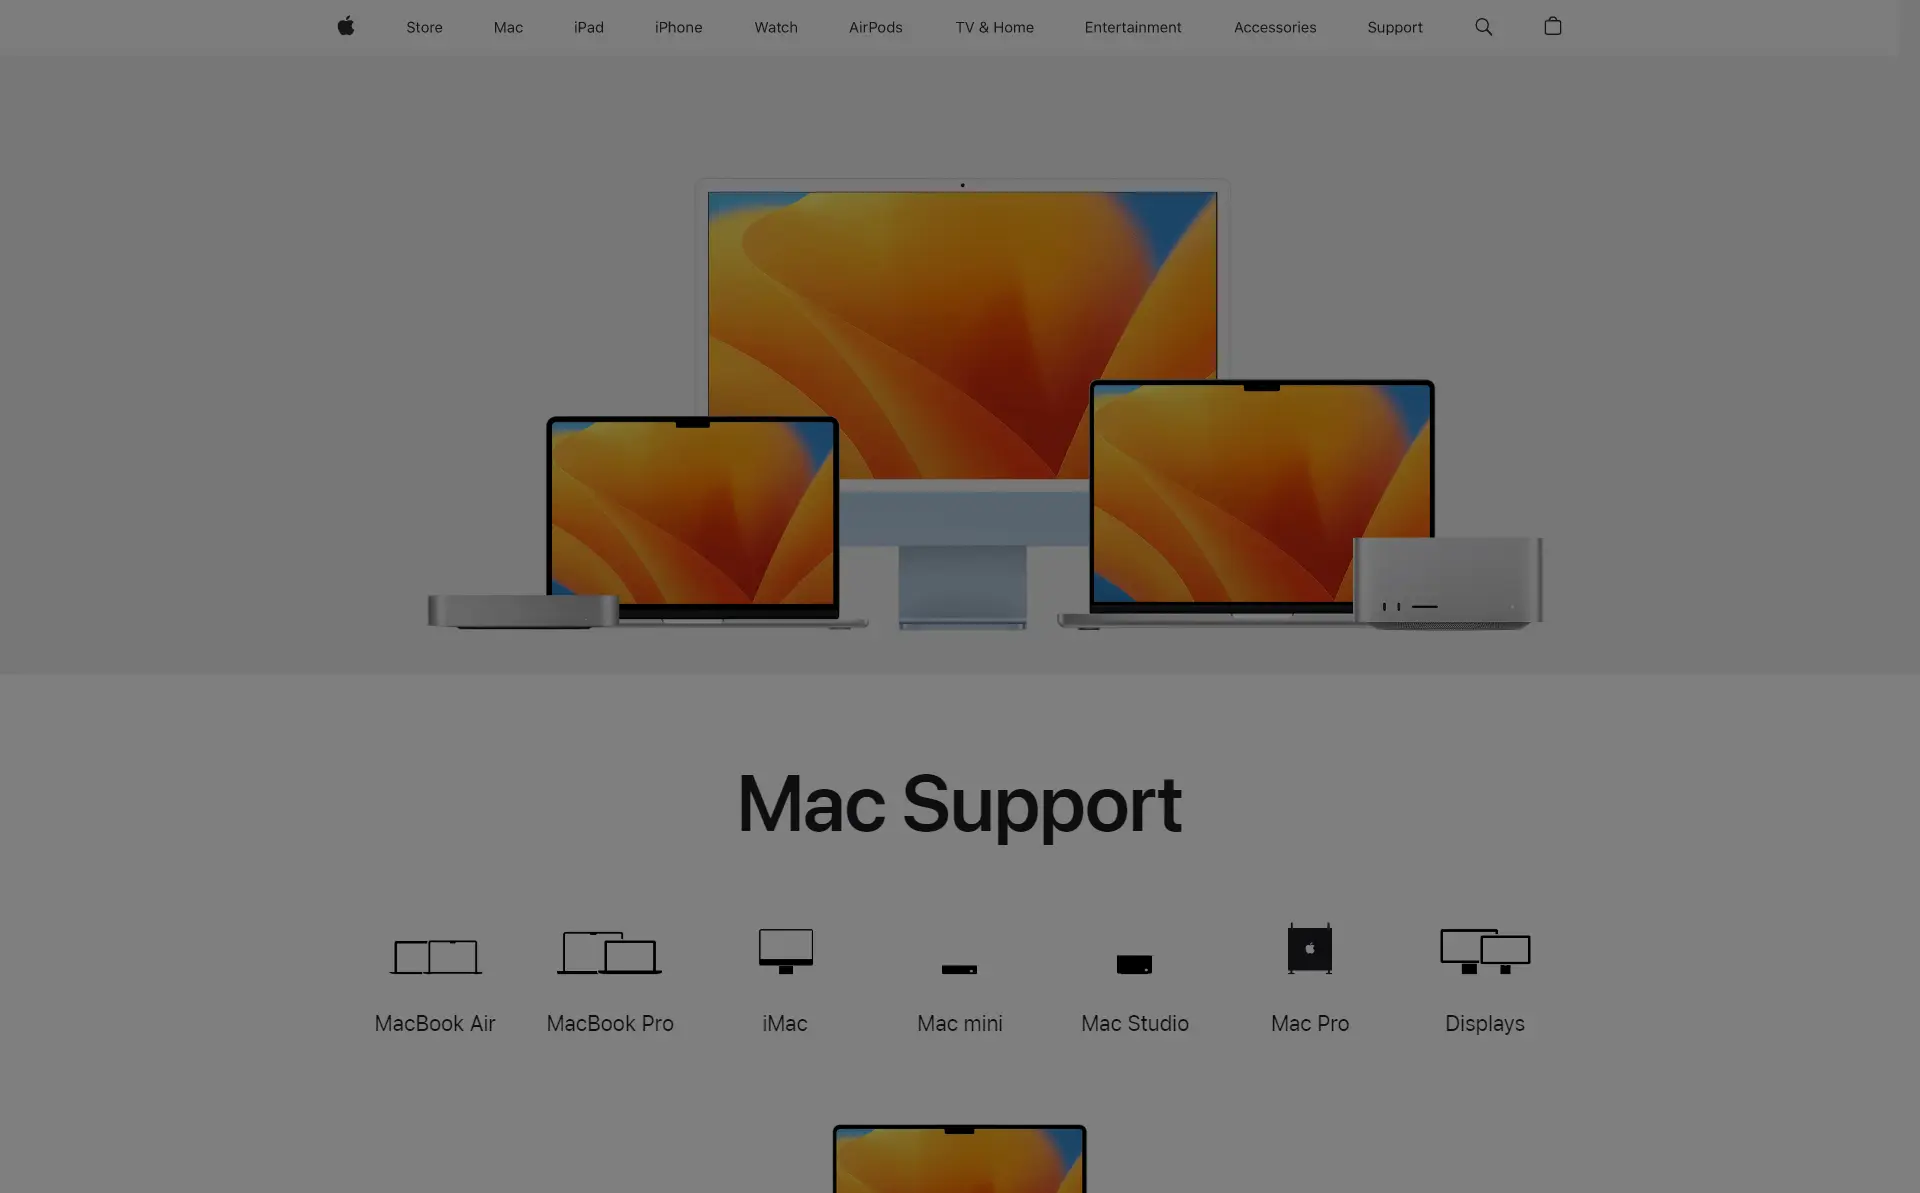 Store Mac iPad iPhone Watch AirPods TV & Home Entertainment Accessories Support
Mac Support
MacBook Air MacBook Pro iMac Mac mini Mac Studio Mac Pro Displays